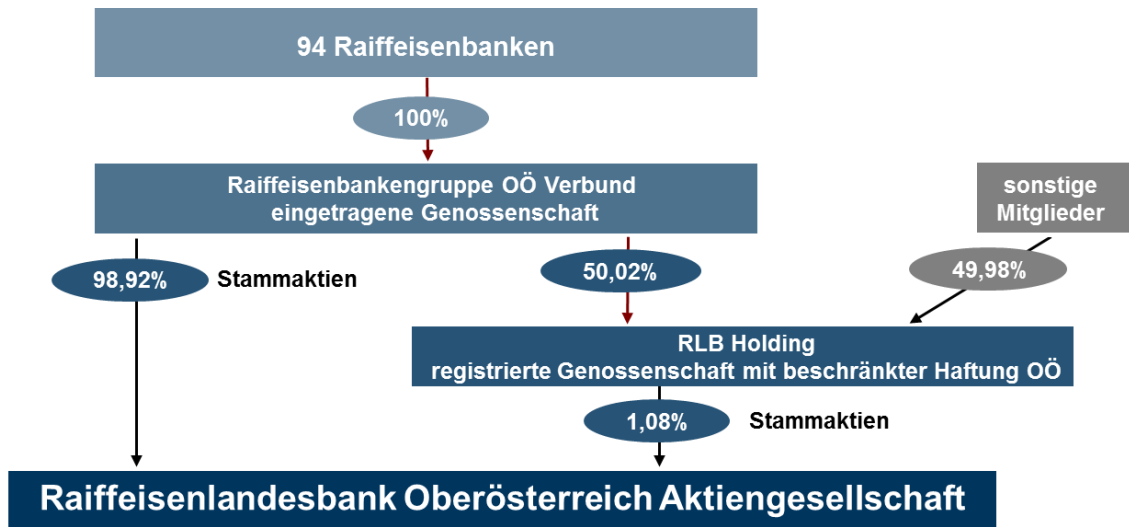 94 Raiffeisenbanken
100%
Raiffeisenbankengruppe OÖ Verbund
eingetragene Genossenschaft
sonstige
Mitglieder
98,92%
Stammaktien
50,02%
49,98%
RLB Holding
registrierte Genossenschaft mit beschränkter Haftung OÖ
1,08%
Stammaktien
Raiffeisenlandesbank Oberösterreich Aktiengesellschaft